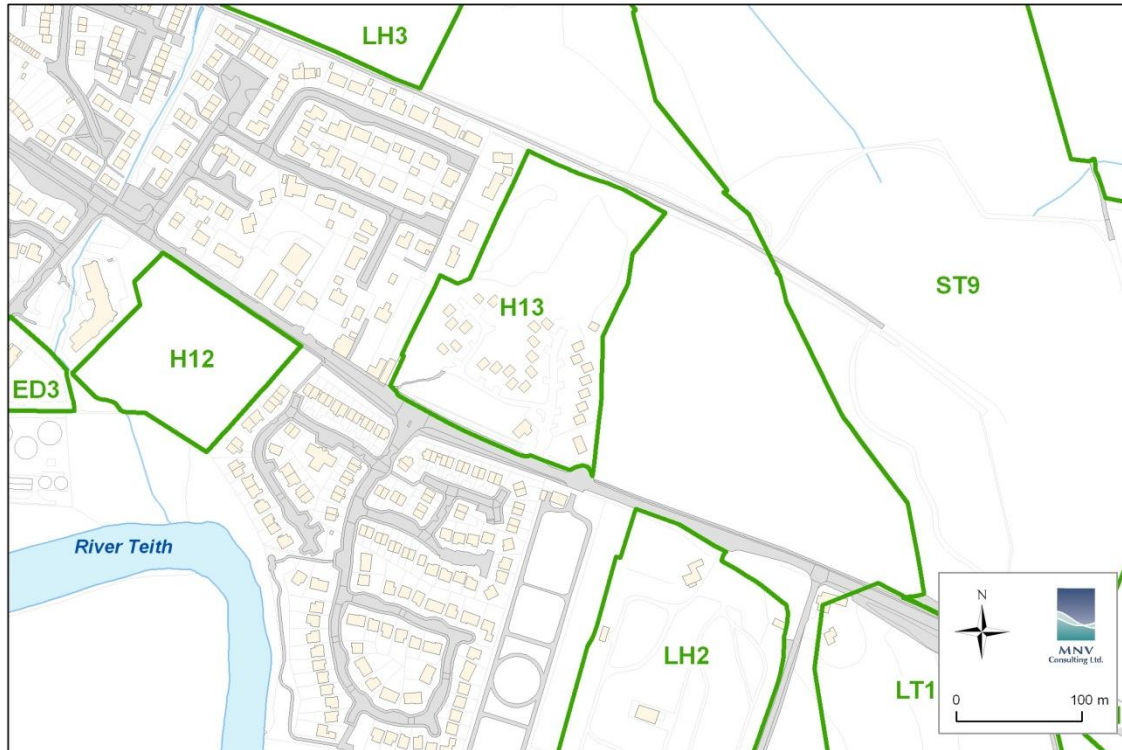 LH3
ST9
H13
H12
ED3
River Teith
LH2
LT1
N
MNV
Consulting Ltd.
0 100 m